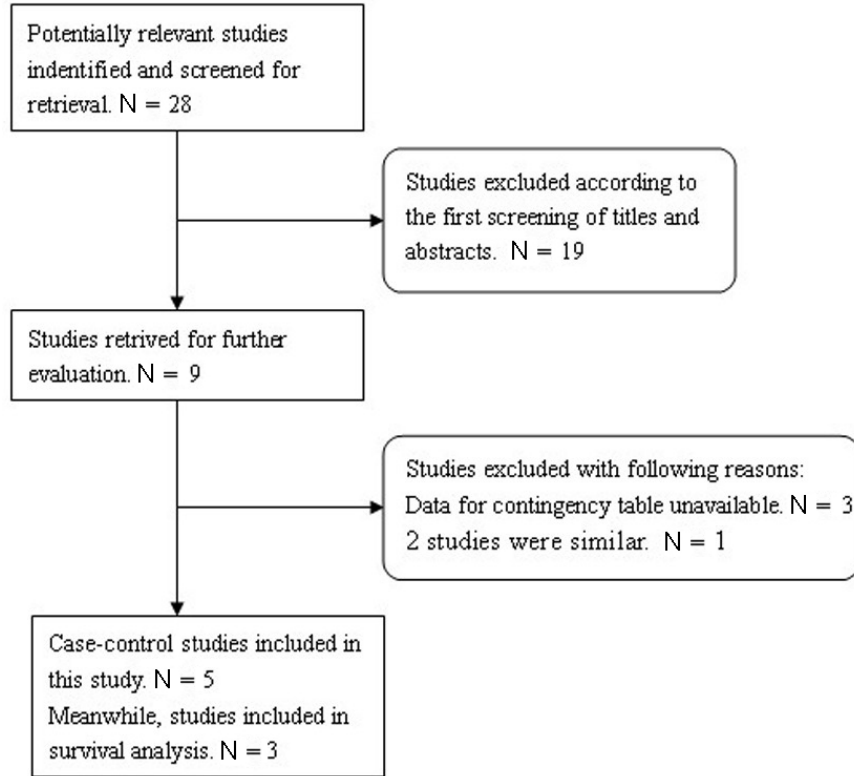 Potentially relevant studies
indentified and screened for
retrieval. N = 28
Studies excluded according to
the first screening of titles and
abstracts. N = 19
Studies retrived for further
evaluation. N = 9
Studies excluded with following reasons:
Data for contingency table unavailable. N = 3
2 studies were similar. N = 1
Case-control studies included in
this study. N = 5
Meanwhile, studies included in
survival analysis. N = 3